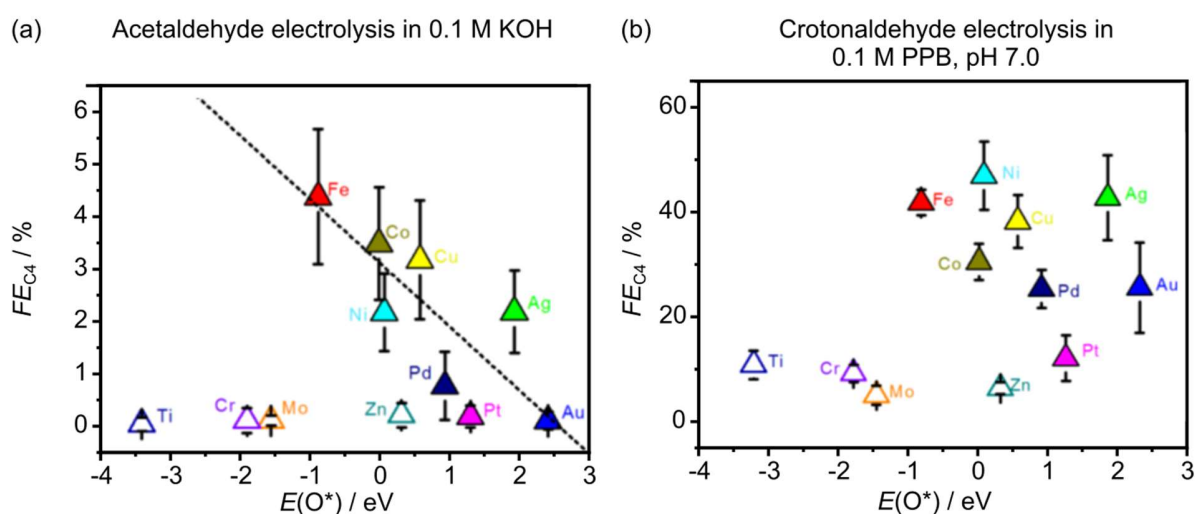 (a) Acetaldehyde electrolysis in 0.1 M KOH
FE_C4 / %
6
5
4
3
2
1
0
Fe
Co
Cu
Ni
Ag
Pd
Ti
Cr
Mo
Zn
Pt
Au
-4 -3 -2 -1 0 1 2 3
E(O*) / eV
(b) Crotonaldehyde electrolysis in
0.1 M PPB, pH 7.0
FE_C4 / %
60
40
20
0
Ni
Fe
Ag
Cu
Co
Pd
Au
Pt
Ti
Cr
Mo
Zn
-4 -3 -2 -1 0 1 2 3
E(O*) / eV